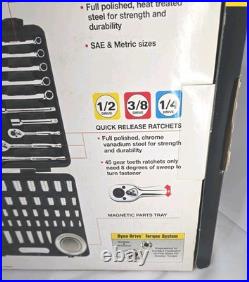 • Full polished, heat treated
steel for strength and
durability
• SAE & Metric sizes
1/2 3/8 1/4
DRIVE DRIVE DRIVE
QUICK RELEASE RATCHETS
• Full polished, chrome
vanadium steel for strength
and durability
• 45 gear teeth ratchets only
need 8 degrees of sweep to
turn fastener
MAGNETIC PARTS TRAY
Dyna-Drive Torque System